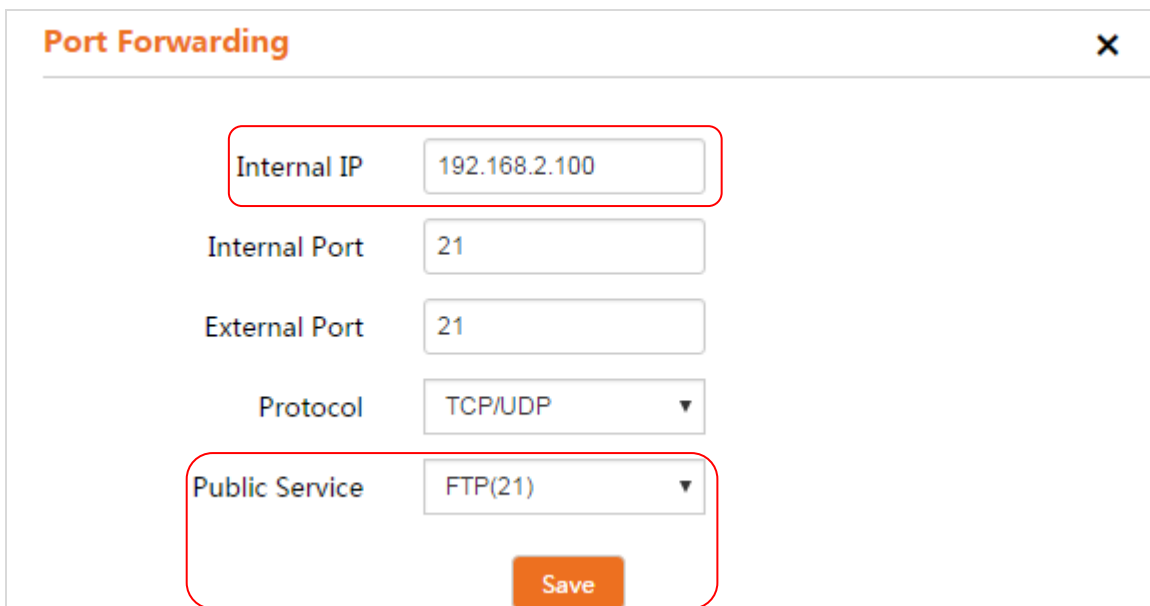 Port Forwarding ×
Internal IP 192.168.2.100
Internal Port 21
External Port 21
Protocol TCP/UDP ▼
Public Service FTP(21) ▼
Save